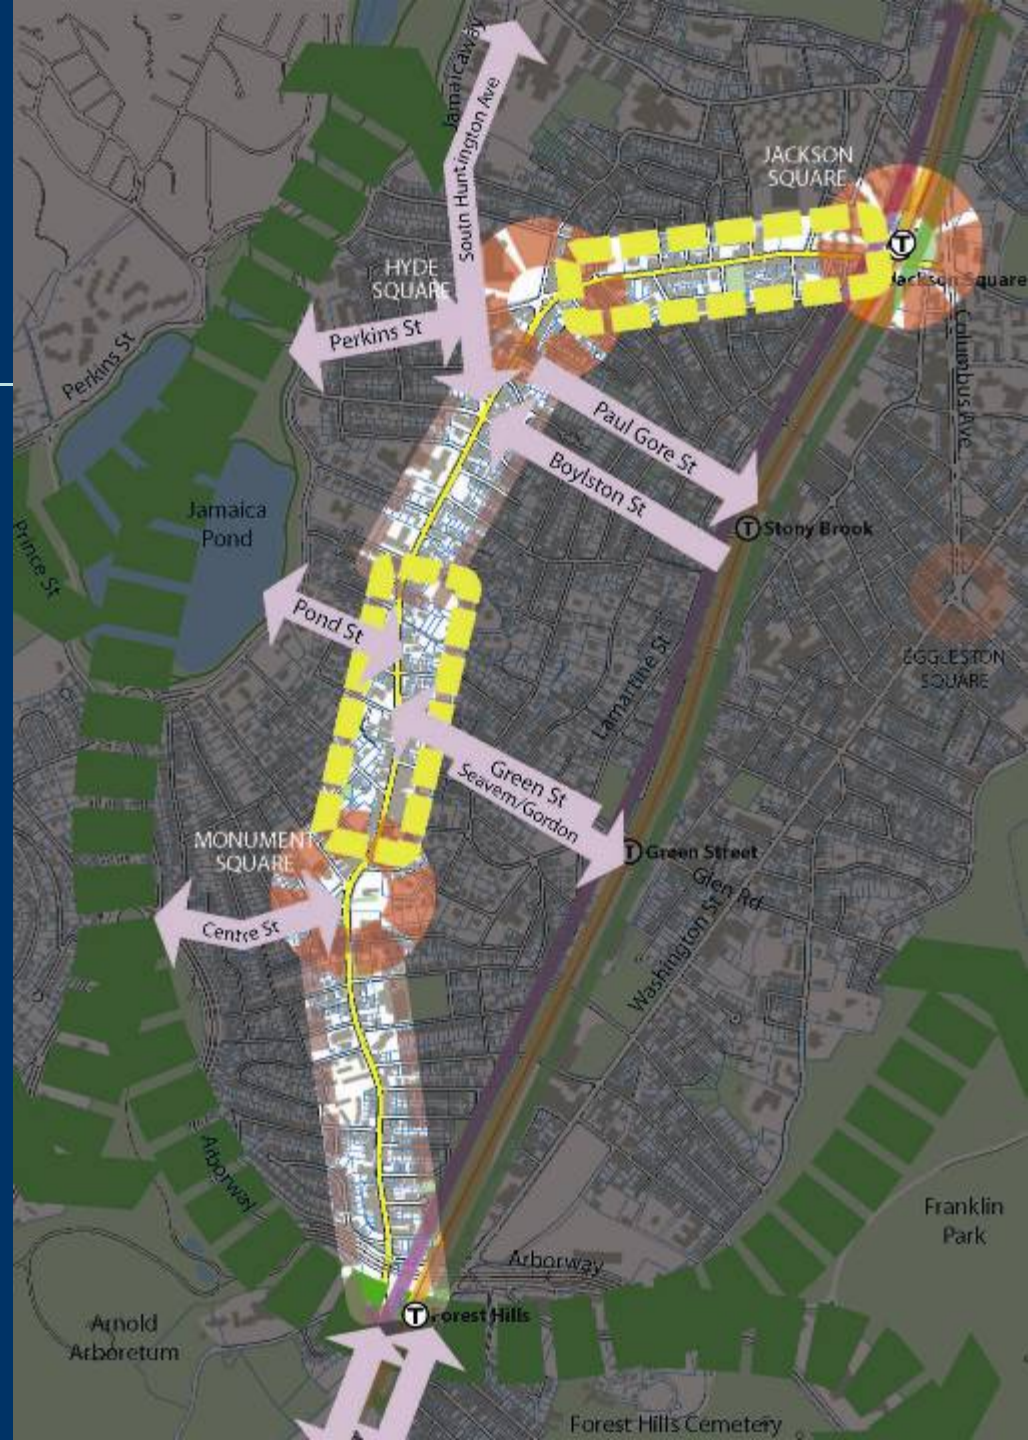 Jamaicaway
South Huntington Ave
JACKSON
SQUARE
T
Jackson Square
HYDE
SQUARE
Perkins St
Perkins St
Columbus Ave
Paul Gore St
Boylston St
Jamaica
Pond
T Stony Brook
Prince St
Pond St
EGGLESTON
SQUARE
Lamartine St
Green St
Seavern/Gordon
MONUMENT
SQUARE
T Green Street
Glen Rd
Centre St
Washington St
Arborway
Franklin
Park
Arborway
T Forest Hills
Arnold
Arboretum
Forest Hills Cemetery